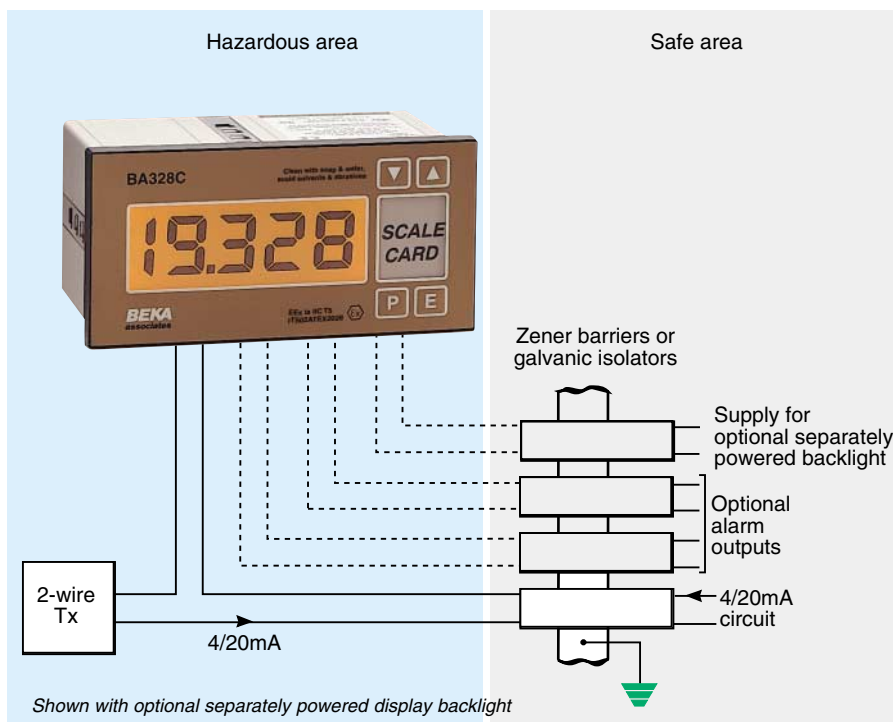 Hazardous area
Safe area
BA328C
Clean with soap & water,
avoid solvents & abrasives
19.328
SCALE
CARD
BEKA
associates
EEx ia IIC T5
Ex
P E
Zener barriers or
galvanic isolators
Supply for
optional separately
powered backlight
Optional
alarm
outputs
2-wire
Tx
4/20mA
4/20mA
circuit
Shown with optional separately powered display backlight